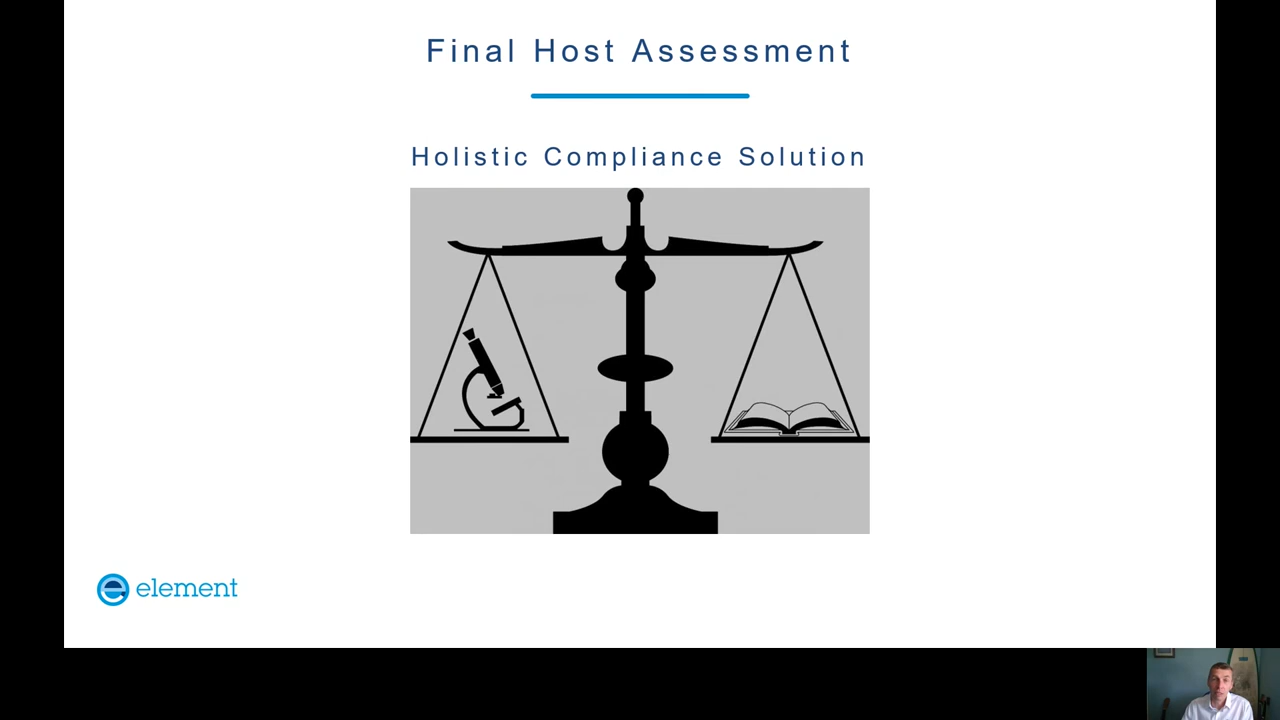 Final Host Assessment
Holistic Compliance Solution
element